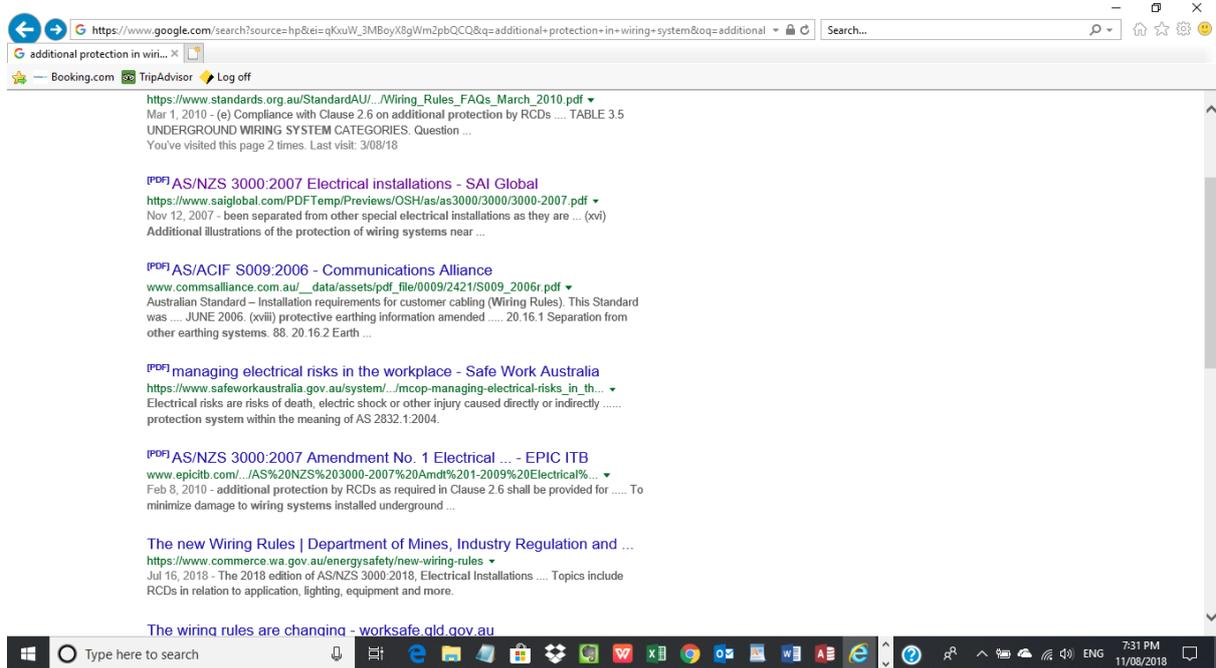 https://www.google.com/search?source=hp&ei=qKxuW_3MBoyX8gWm2pbQCQ&q=additional+protection+in+wiring+system&oq=additional
Search...
additional protection in wiri...
Booking.com TripAdvisor Log off
https://www.standards.org.au/StandardAU/.../Wiring_Rules_FAQs_March_2010.pdf
Mar 1, 2010 - (e) Compliance with Clause 2.6 on additional protection by RCDs .... TABLE 3.5
UNDERGROUND WIRING SYSTEM CATEGORIES. Question ...
You've visited this page 2 times. Last visit: 3/08/18
[PDF] AS/NZS 3000:2007 Electrical installations - SAI Global
https://www.saiglobal.com/PDFTemp/Previews/OSH/as/as3000/3000/3000-2007.pdf
Nov 12, 2007 - been separated from other special electrical installations as they are ... (xvi)
Additional illustrations of the protection of wiring systems near ...
[PDF] AS/ACIF S009:2006 - Communications Alliance
www.commsalliance.com.au/__data/assets/pdf_file/0009/2421/S009_2006r.pdf
Australian Standard – Installation requirements for customer cabling (Wiring Rules). This Standard
was .... JUNE 2006. (xviii) protective earthing information amended ..... 20.16.1 Separation from
other earthing systems. 88. 20.16.2 Earth ...
[PDF] managing electrical risks in the workplace - Safe Work Australia
https://www.safeworkaustralia.gov.au/system/.../mcop-managing-electrical-risks_in_th...
Electrical risks are risks of death, electric shock or other injury caused directly or indirectly ......
protection system within the meaning of AS 2832.1:2004.
[PDF] AS/NZS 3000:2007 Amendment No. 1 Electrical ... - EPIC ITB
www.epicitb.com/.../AS%20NZS%203000-2007%20Amdt%201-2009%20Electrical%...
Feb 8, 2010 - additional protection by RCDs as required in Clause 2.6 shall be provided for ..... To
minimize damage to wiring systems installed underground ...
The new Wiring Rules | Department of Mines, Industry Regulation and ...
https://www.commerce.wa.gov.au/energysafety/new-wiring-rules
Jul 16, 2018 - The 2018 edition of AS/NZS 3000:2018, Electrical Installations .... Topics include
RCDs in relation to application, lighting, equipment and more.
The wiring rules are changing - worksafe.qld.gov.au
Type here to search
ENG
7:31 PM
11/08/2018